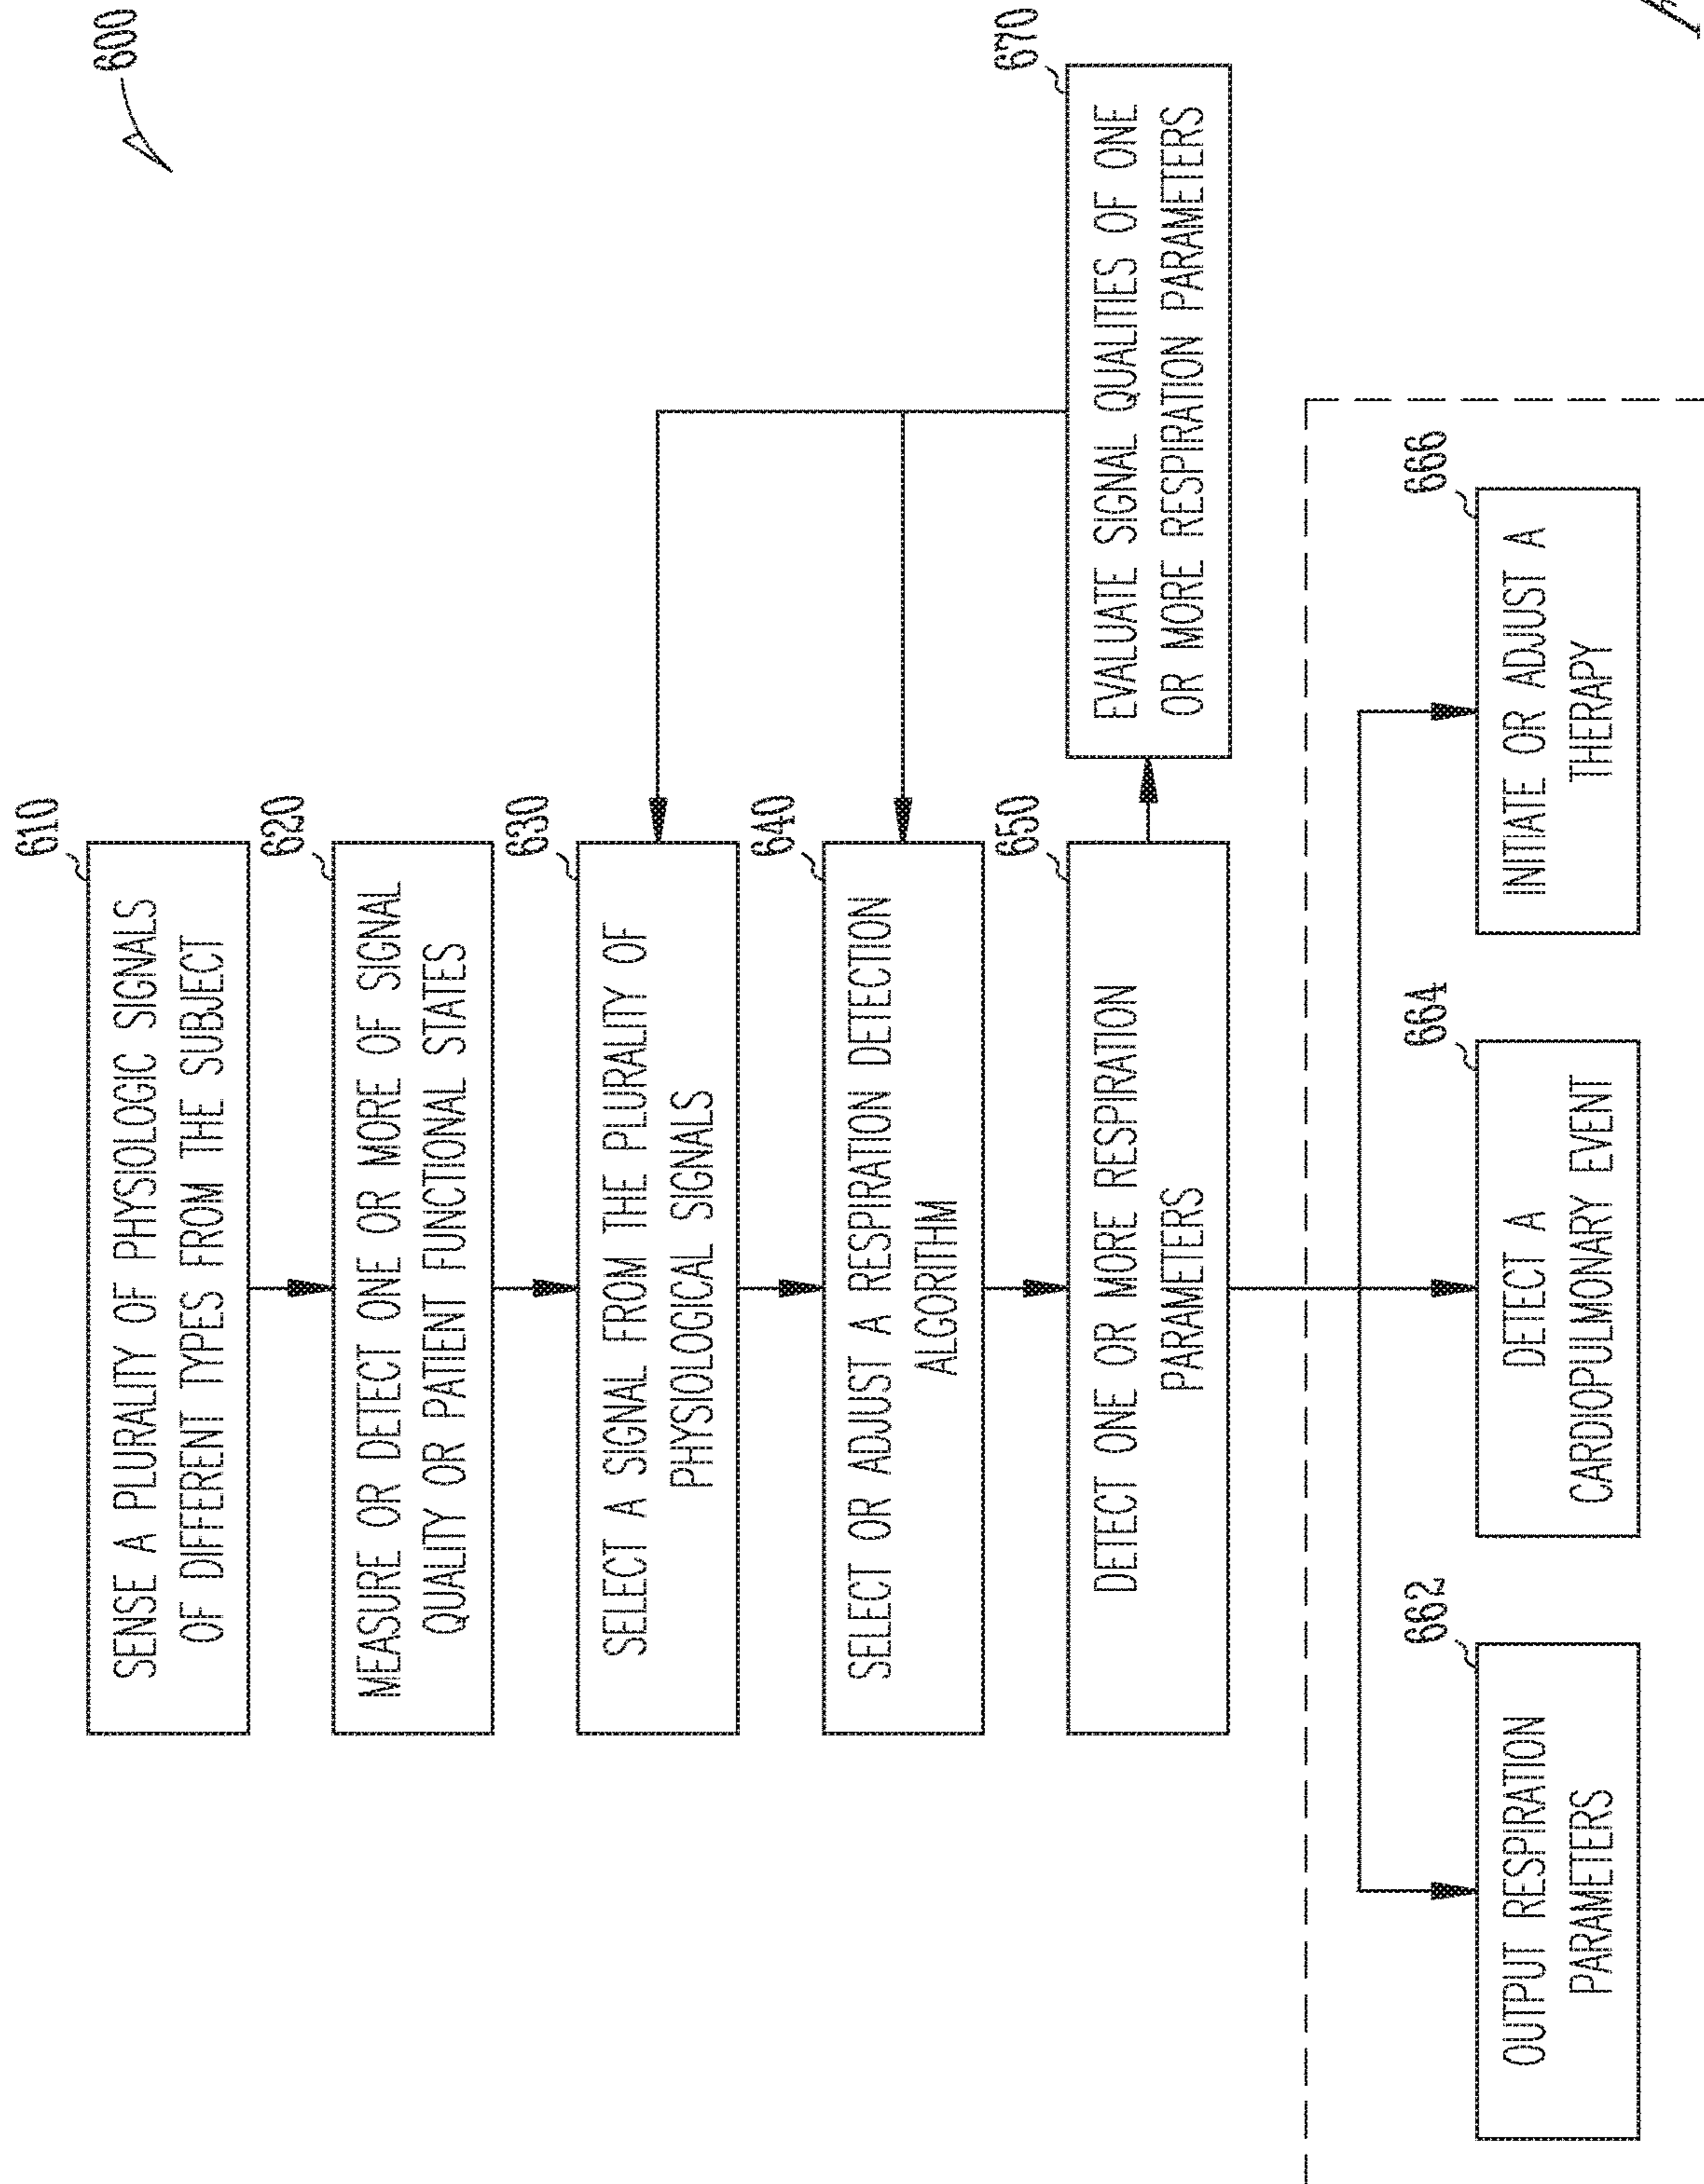 600
610
SENSE A PLURALITY OF PHYSIOLOGIC SIGNALS
OF DIFFERENT TYPES FROM THE SUBJECT
620
MEASURE OR DETECT ONE OR MORE OF SIGNAL
QUALITY OR PATIENT FUNCTIONAL STATES
630
SELECT A SIGNAL FROM THE PLURALITY OF
PHYSIOLOGICAL SIGNALS
640
SELECT OR ADJUST A RESPIRATION DETECTION
ALGORITHM
650
DETECT ONE OR MORE RESPIRATION
PARAMETERS
670
EVALUATE SIGNAL QUALITIES OF ONE
OR MORE RESPIRATION PARAMETERS
662
OUTPUT RESPIRATION
PARAMETERS
664
DETECT A
CARDIOPULMONARY EVENT
666
INITIATE OR ADJUST A
THERAPY